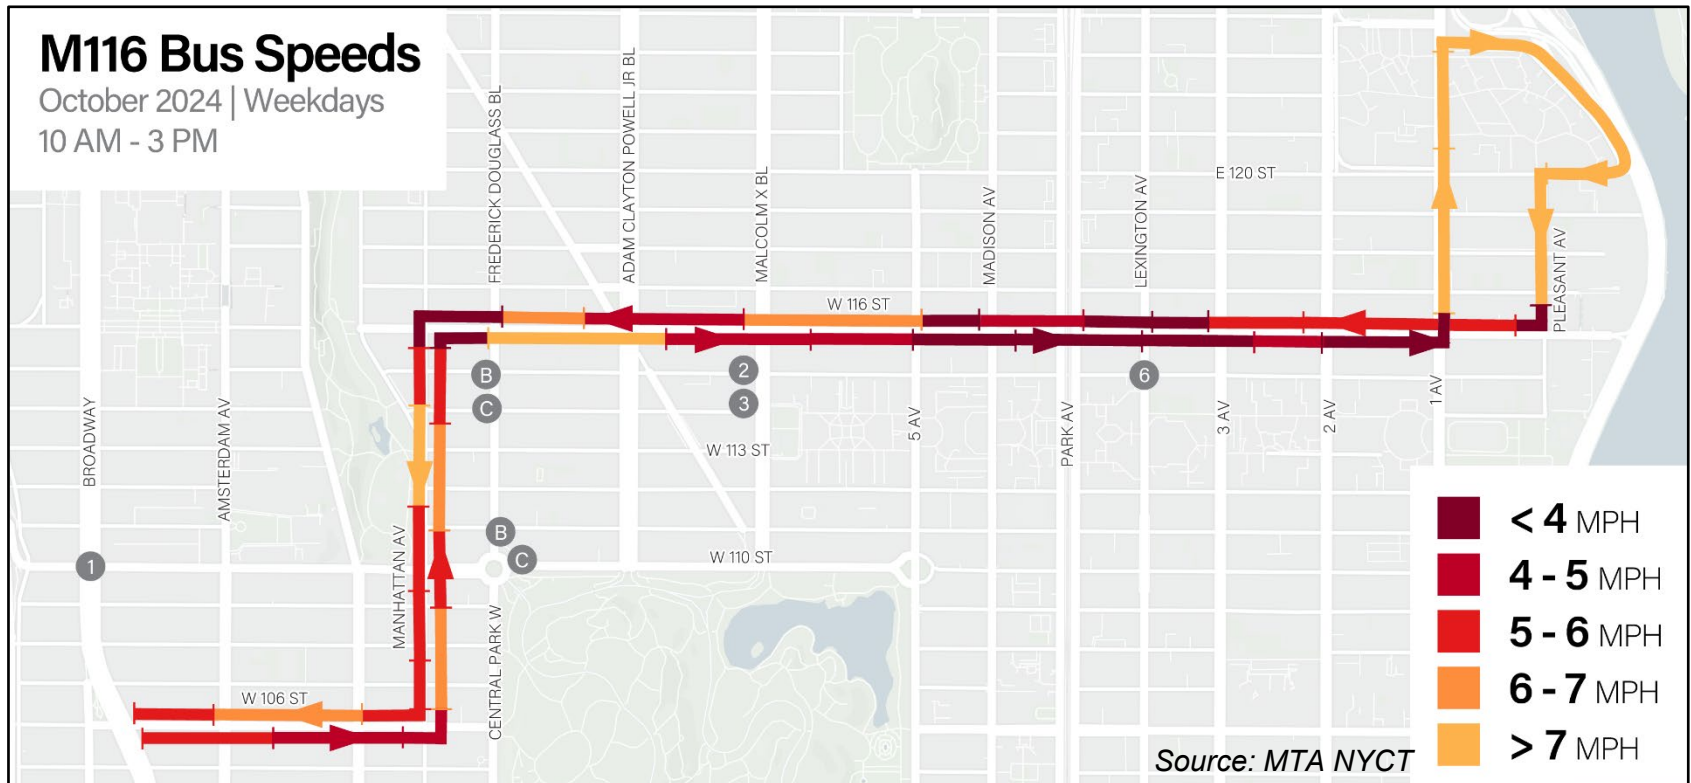 M116 Bus Speeds
October 2024 | Weekdays
10 AM - 3 PM
FREDERICK DOUGLASS BL
ADAM CLAYTON POWELL JR BL
MALCOLM X BL
MADISON AV
LEXINGTON AV
E 120 ST
PLEASANT AV
W 116 ST
B
C
2
3
6
BROADWAY
AMSTERDAM AV
MANHATTAN AV
W 113 ST
5 AV
PARK AV
3 AV
2 AV
1 AV
1
B
C
W 110 ST
CENTRAL PARK W
W 106 ST
< 4 MPH
4 - 5 MPH
5 - 6 MPH
6 - 7 MPH
> 7 MPH
Source: MTA NYCT